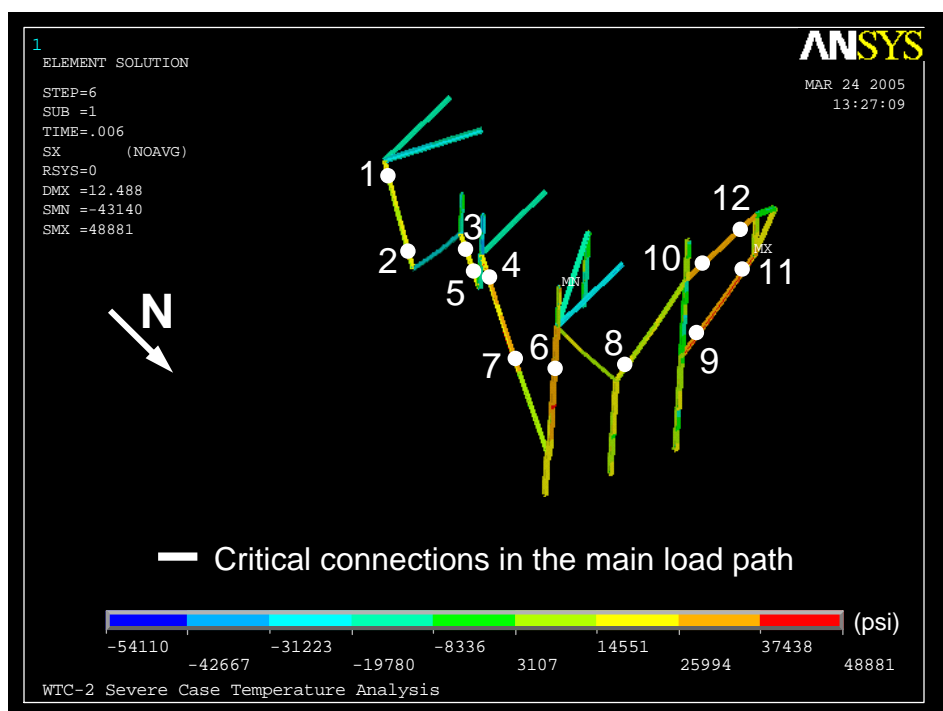 1
ANSYS
ELEMENT SOLUTION
MAR 24 2005
13:27:09
STEP=6
SUB =1
TIME=.006
SX (NOAVG)
RSYS=0
DMX =12.488
SMN =-43140
SMX =48881
1
2
3
4
5
6
7
8
9
10
11
12
MN
MX
N
Critical connections in the main load path
(psi)
-54110 -31223 -8336 14551 37438
-42667 -19780 3107 25994 48881
WTC-2 Severe Case Temperature Analysis